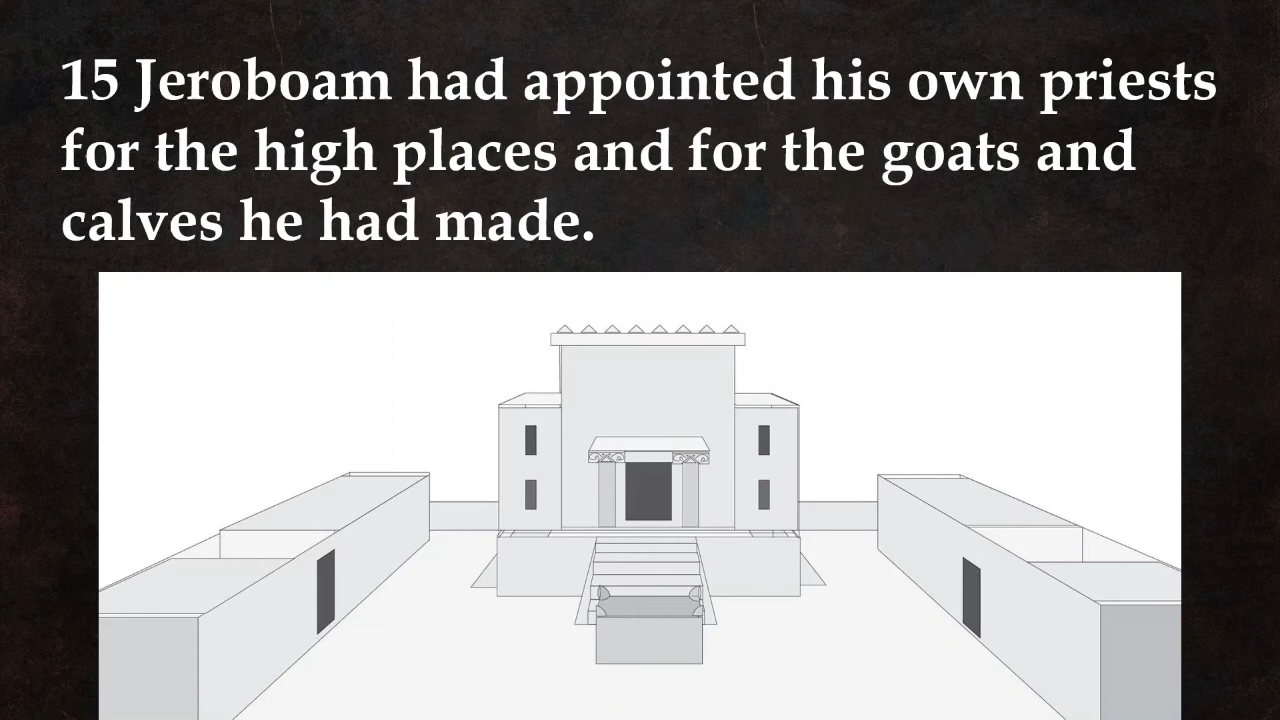 15 Jeroboam had appointed his own priests
for the high places and for the goats and
calves he had made.